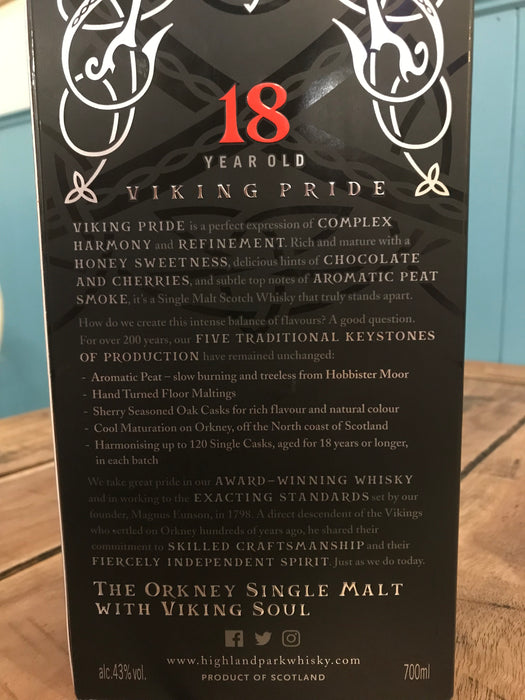 18
YEAR OLD
VIKING PRIDE
VIKING PRIDE is a perfect expression of COMPLEX
HARMONY and REFINEMENT. Rich and mature with a
HONEY SWEETNESS, delicious hints of CHOCOLATE
AND CHERRIES, and subtle top notes of AROMATIC PEAT
SMOKE, it's a Single Malt Scotch Whisky that truly stands apart.
How do we create this intense balance of flavours? A good question.
For over 200 years, our FIVE TRADITIONAL KEYSTONES
OF PRODUCTION have remained unchanged:
- Aromatic Peat – slow burning and treeless from Hobbister Moor
- Hand Turned Floor Maltings
- Sherry Seasoned Oak Casks for rich flavour and natural colour
- Cool Maturation on Orkney, off the North coast of Scotland
- Harmonising up to 120 Single Casks, aged for 18 years or longer,
in each batch
We take great pride in our AWARD-WINNING WHISKY
and in working to the EXACTING STANDARDS set by our
founder, Magnus Eunson, in 1798. A direct descendent of the Vikings
who settled on Orkney hundreds of years ago, he shared their
commitment to SKILLED CRAFTSMANSHIP and their
FIERCELY INDEPENDENT SPIRIT. Just as we do today.
THE ORKNEY SINGLE MALT
WITH VIKING SOUL
www.highlandparkwhisky.com
alc.43%vol.
PRODUCT OF SCOTLAND
700ml